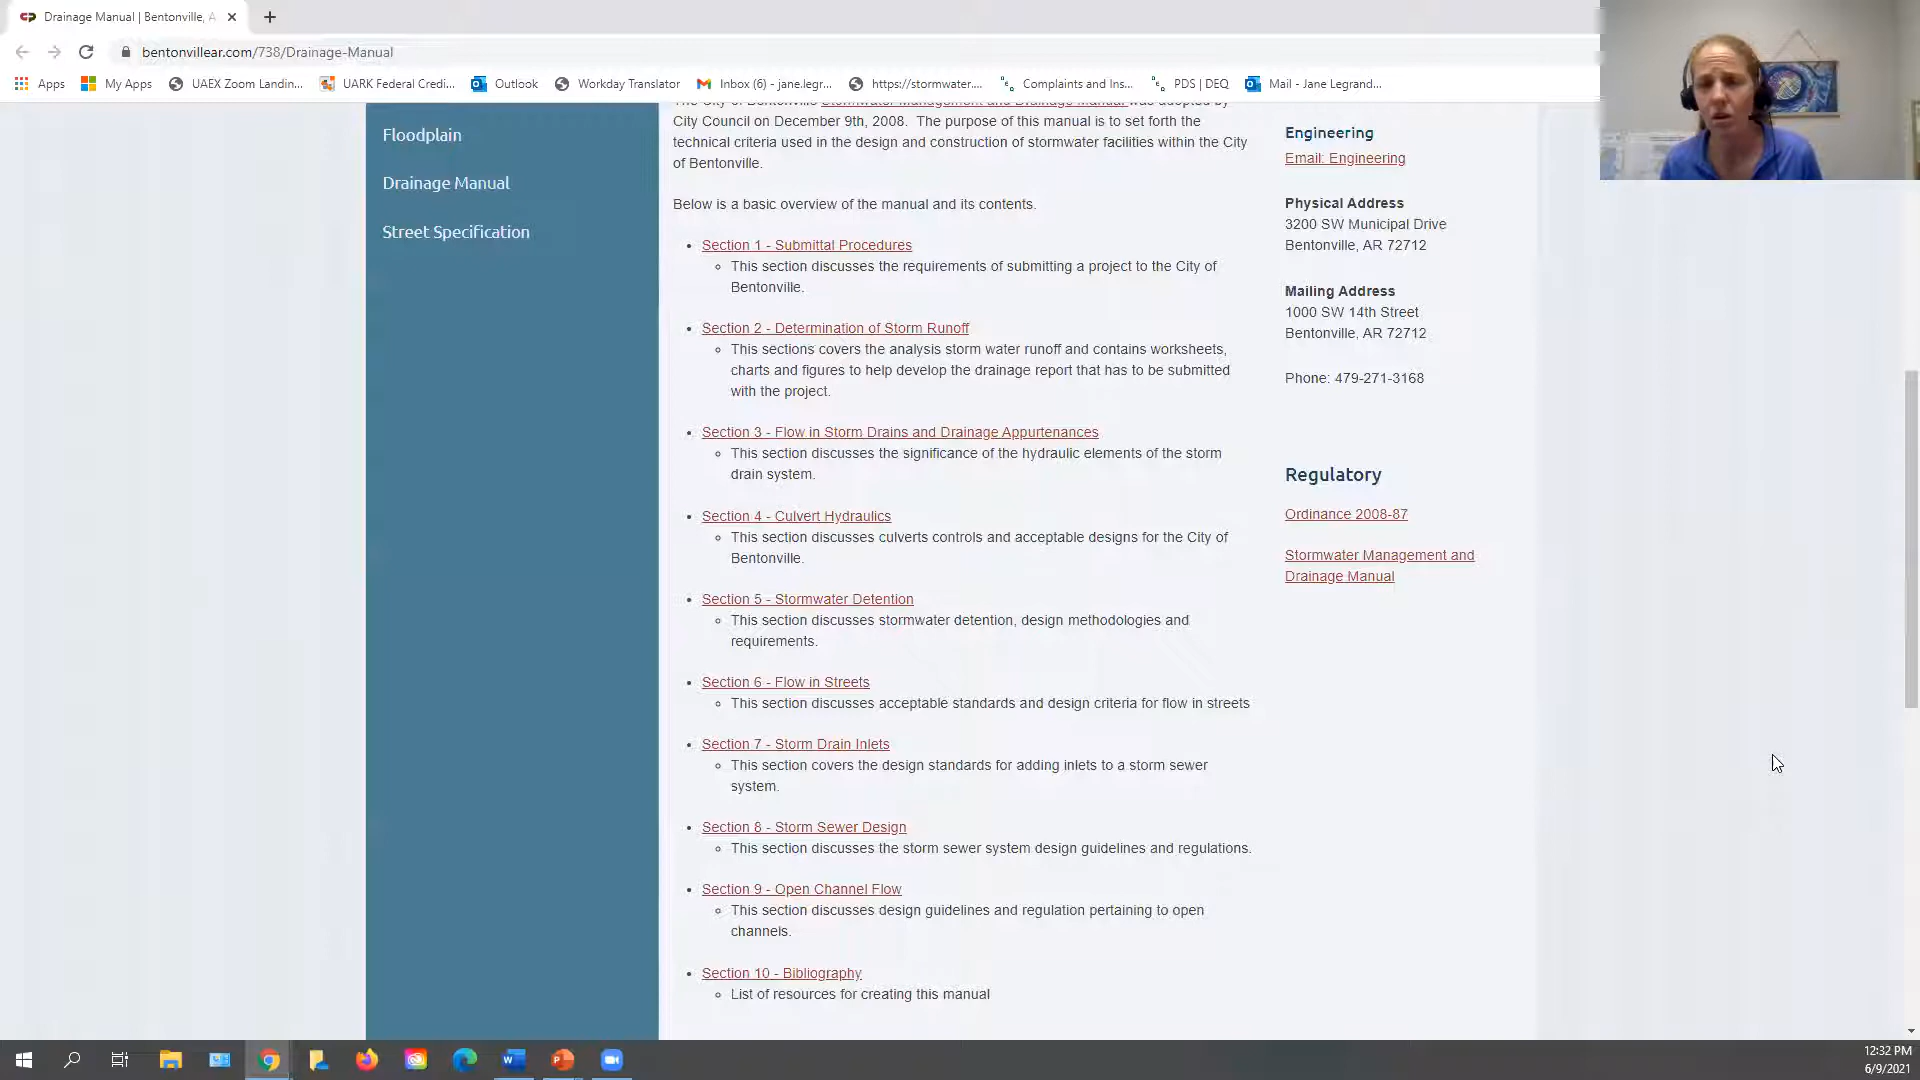 Drainage Manual | Bentonville, A
bentonvillear.com/738/Drainage-Manual
Apps
My Apps
UAEX Zoom Landin...
UARK Federal Credi...
Outlook
Workday Translator
Inbox (6) - jane.legr...
https://stormwater....
Complaints and Ins...
PDS | DEQ
Mail - Jane Legrand...
Floodplain
Drainage Manual
Street Specification
The City of Bentonville Stormwater Management and Drainage Manual was adopted by
City Council on December 9th, 2008. The purpose of this manual is to set forth the
technical criteria used in the design and construction of stormwater facilities within the City
of Bentonville.
Below is a basic overview of the manual and its contents.
Section 1 - Submittal Procedures
This section discusses the requirements of submitting a project to the City of
Bentonville.
Section 2 - Determination of Storm Runoff
This sections covers the analysis storm water runoff and contains worksheets,
charts and figures to help develop the drainage report that has to be submitted
with the project.
Section 3 - Flow in Storm Drains and Drainage Appurtenances
This section discusses the significance of the hydraulic elements of the storm
drain system.
Section 4 - Culvert Hydraulics
This section discusses culverts controls and acceptable designs for the City of
Bentonville.
Section 5 - Stormwater Detention
This section discusses stormwater detention, design methodologies and
requirements.
Section 6 - Flow in Streets
This section discusses acceptable standards and design criteria for flow in streets
Section 7 - Storm Drain Inlets
This section covers the design standards for adding inlets to a storm sewer
system.
Section 8 - Storm Sewer Design
This section discusses the storm sewer system design guidelines and regulations.
Section 9 - Open Channel Flow
This section discusses design guidelines and regulation pertaining to open
channels.
Section 10 - Bibliography
List of resources for creating this manual
Engineering
Email: Engineering
Physical Address
3200 SW Municipal Drive
Bentonville, AR 72712
Mailing Address
1000 SW 14th Street
Bentonville, AR 72712
Phone: 479-271-3168
Regulatory
Ordinance 2008-87
Stormwater Management and
Drainage Manual
12:32 PM
6/9/2021